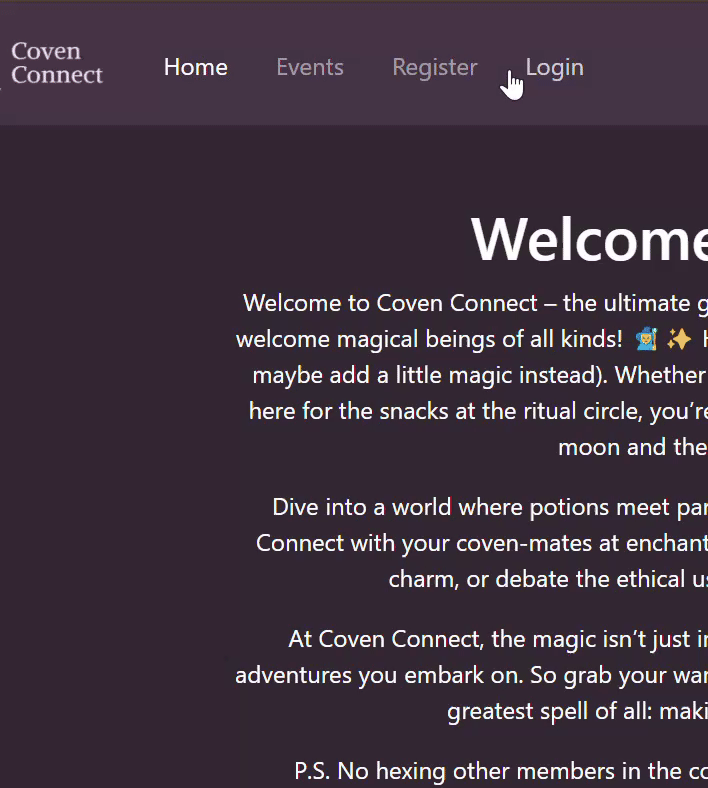 Coven
Connect
Home Events Register Login
Welcome
Welcome to Coven Connect – the ultimate g
welcome magical beings of all kinds! 🧙✨ H
maybe add a little magic instead). Whether
here for the snacks at the ritual circle, you're
moon and the
Dive into a world where potions meet par
Connect with your coven-mates at enchant
charm, or debate the ethical us
At Coven Connect, the magic isn't just in
adventures you embark on. So grab your wan
greatest spell of all: maki
P.S. No hexing other members in the co